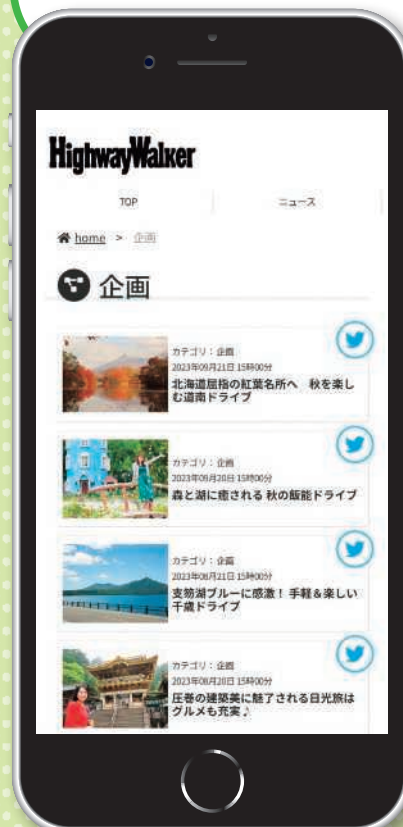 HighwayWalker
TOP
ニュース
home > 企画
企画
カテゴリ：企画
2023年09月21日 15時00分
北海道屈指の紅葉名所へ　秋を楽し
む道南ドライブ
カテゴリ：企画
2023年09月20日 15時00分
森と湖に癒される 秋の飯能ドライブ
カテゴリ：企画
2023年08月21日 15時00分
支笏湖ブルーに感激！ 手軽＆楽しい
千歳ドライブ
カテゴリ：企画
2023年08月20日 15時00分
圧巻の建築美に魅了される日光旅は
グルメも充実♪